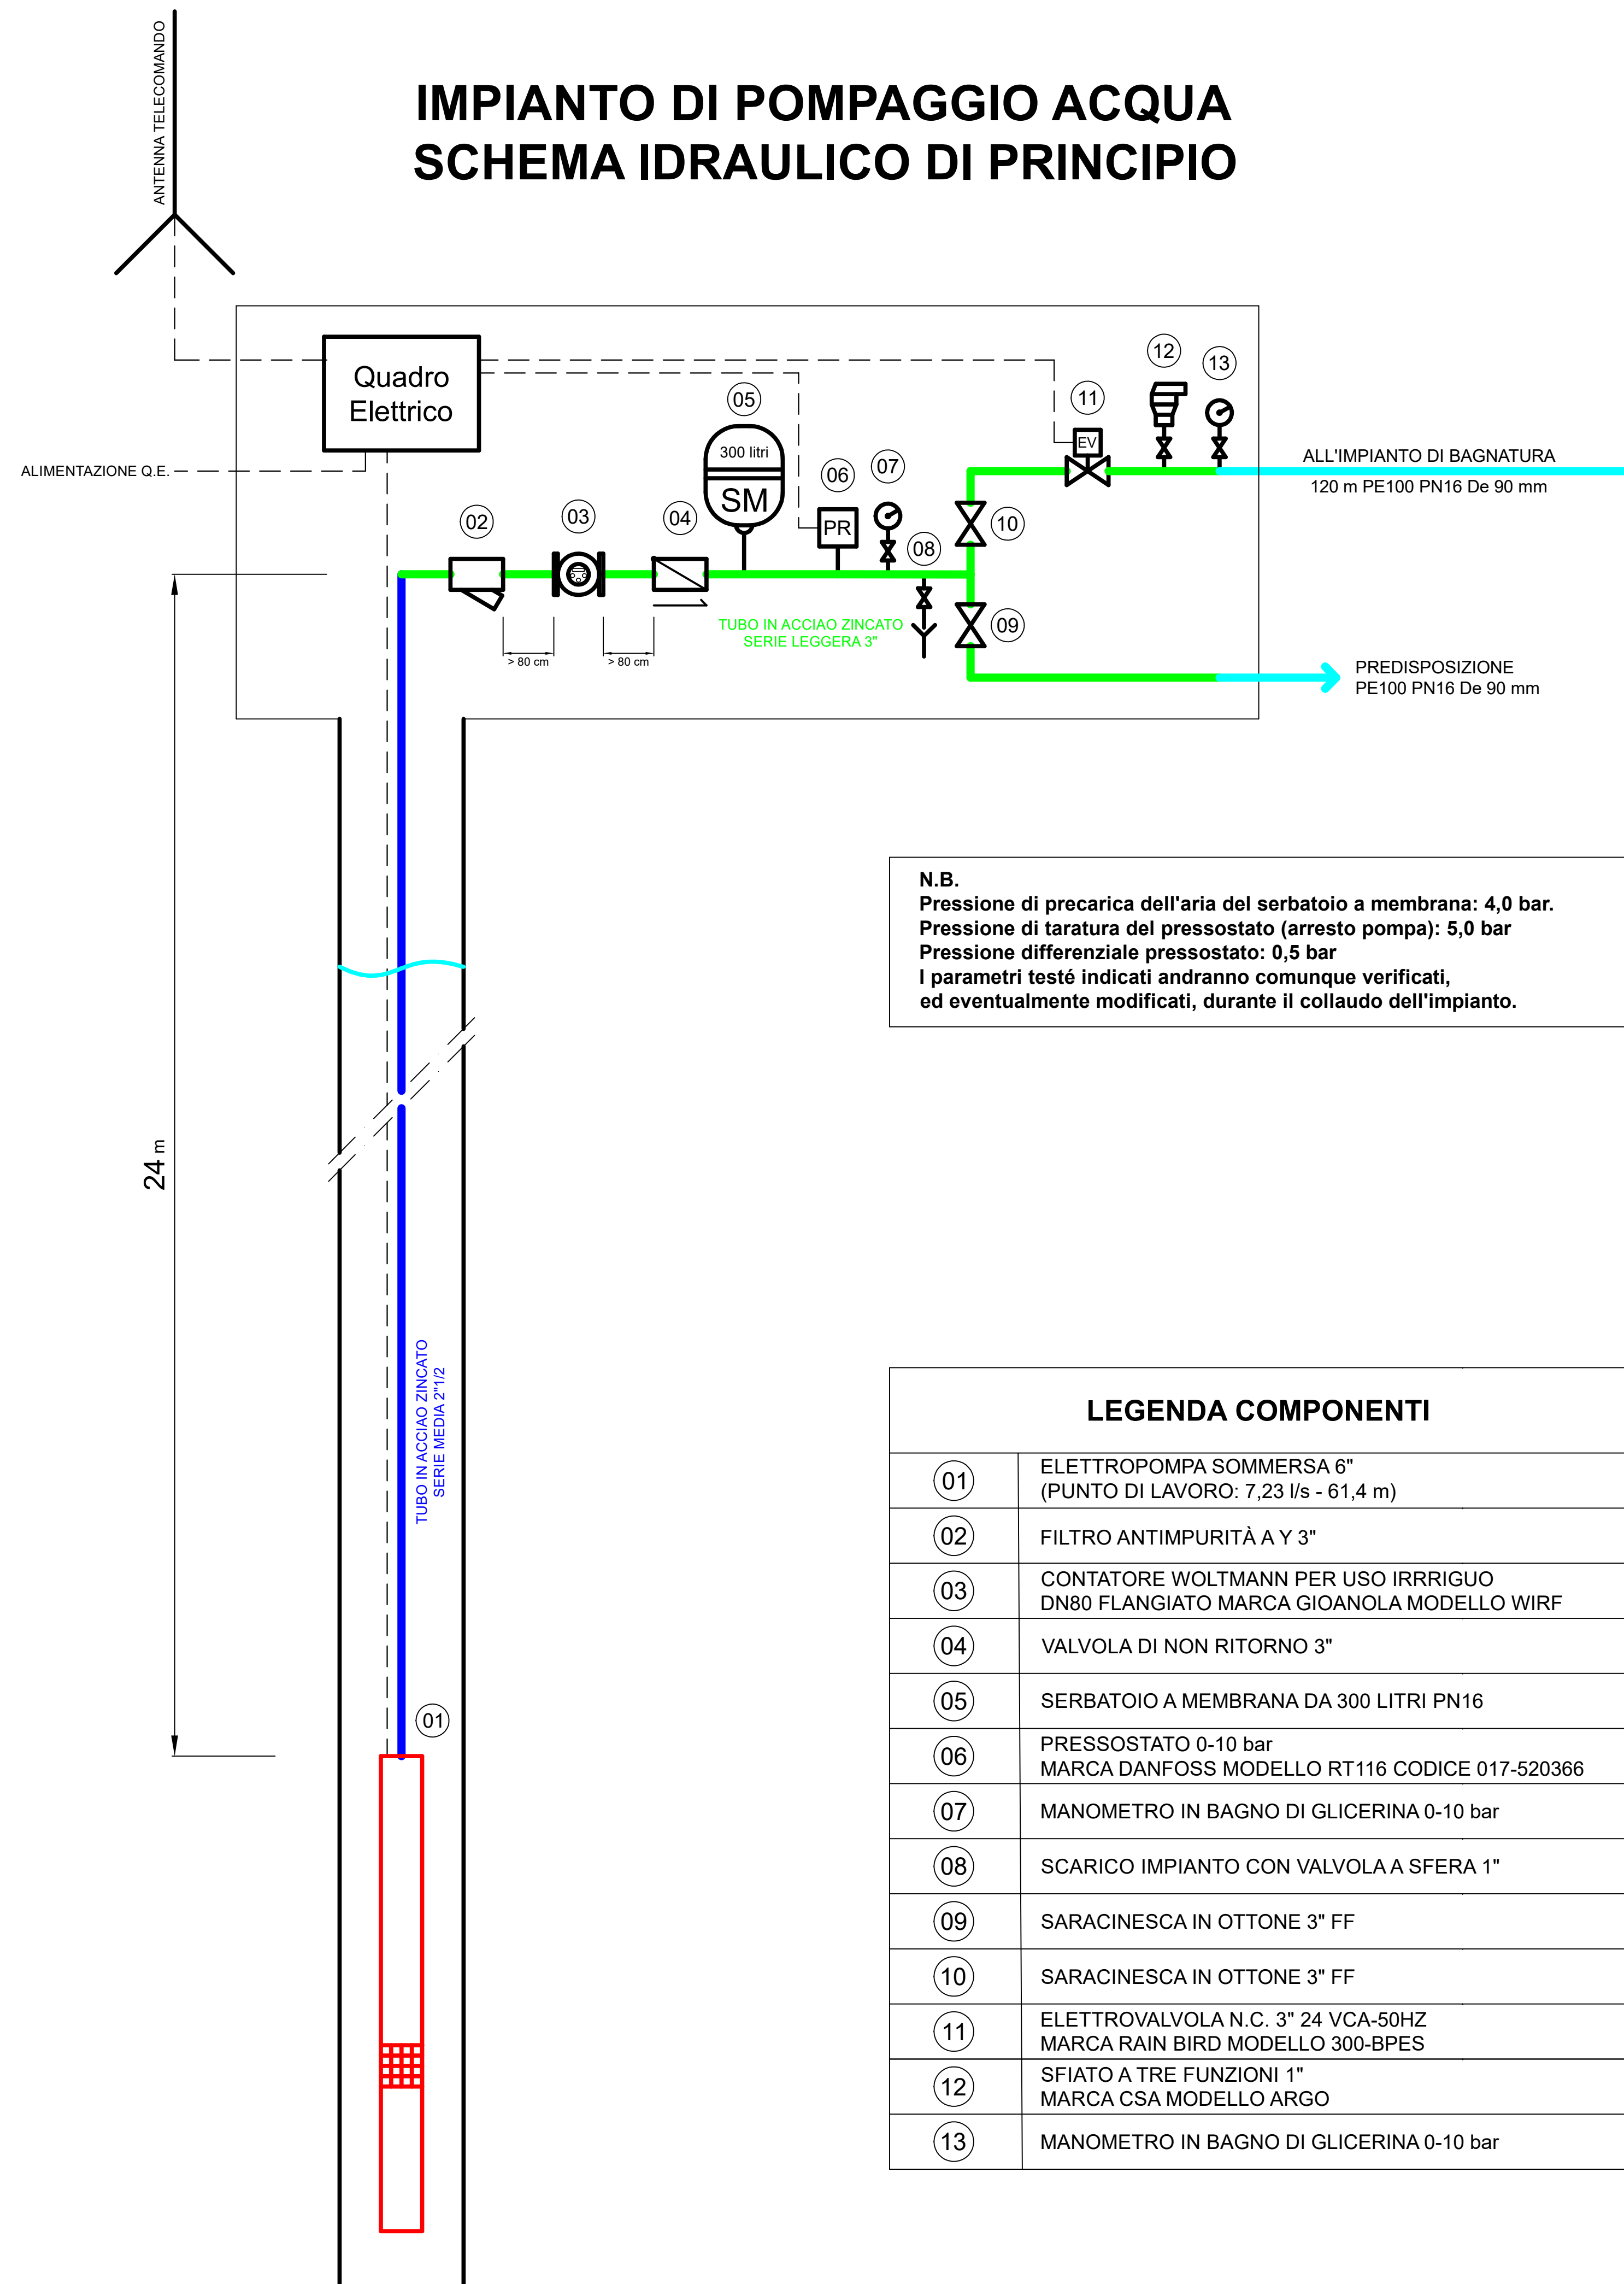 ANTENNA TELECOMANDO
IMPIANTO DI POMPAGGIO ACQUA
SCHEMA IDRAULICO DI PRINCIPIO
Quadro
Elettrico
ALIMENTAZIONE Q.E.
02
03
04
05
300 litri
SM
06
PR
07
08
10
09
11
EV
12
13
> 80 cm
> 80 cm
TUBO IN ACCIAO ZINCATO
SERIE LEGGERA 3"
ALL'IMPIANTO DI BAGNATURA
120 m PE100 PN16 De 90 mm
PREDISPOSIZIONE
PE100 PN16 De 90 mm
N.B.
Pressione di precarica dell'aria del serbatoio a membrana: 4,0 bar.
Pressione di taratura del pressostato (arresto pompa): 5,0 bar
Pressione differenziale pressostato: 0,5 bar
I parametri testé indicati andranno comunque verificati,
ed eventualmente modificati, durante il collaudo dell'impianto.
24 m
TUBO IN ACCIAO ZINCATO
SERIE MEDIA 2"1/2
01
LEGENDA COMPONENTI
01
ELETTROPOMPA SOMMERSA 6"
(PUNTO DI LAVORO: 7,23 l/s - 61,4 m)
02
FILTRO ANTIMPURITÀ A Y 3"
03
CONTATORE WOLTMANN PER USO IRRRIGUO
DN80 FLANGIATO MARCA GIOANOLA MODELLO WIRF
04
VALVOLA DI NON RITORNO 3"
05
SERBATOIO A MEMBRANA DA 300 LITRI PN16
06
PRESSOSTATO 0-10 bar
MARCA DANFOSS MODELLO RT116 CODICE 017-520366
07
MANOMETRO IN BAGNO DI GLICERINA 0-10 bar
08
SCARICO IMPIANTO CON VALVOLA A SFERA 1"
09
SARACINESCA IN OTTONE 3" FF
10
SARACINESCA IN OTTONE 3" FF
11
ELETTROVALVOLA N.C. 3" 24 VCA-50HZ
MARCA RAIN BIRD MODELLO 300-BPES
12
SFIATO A TRE FUNZIONI 1"
MARCA CSA MODELLO ARGO
13
MANOMETRO IN BAGNO DI GLICERINA 0-10 bar